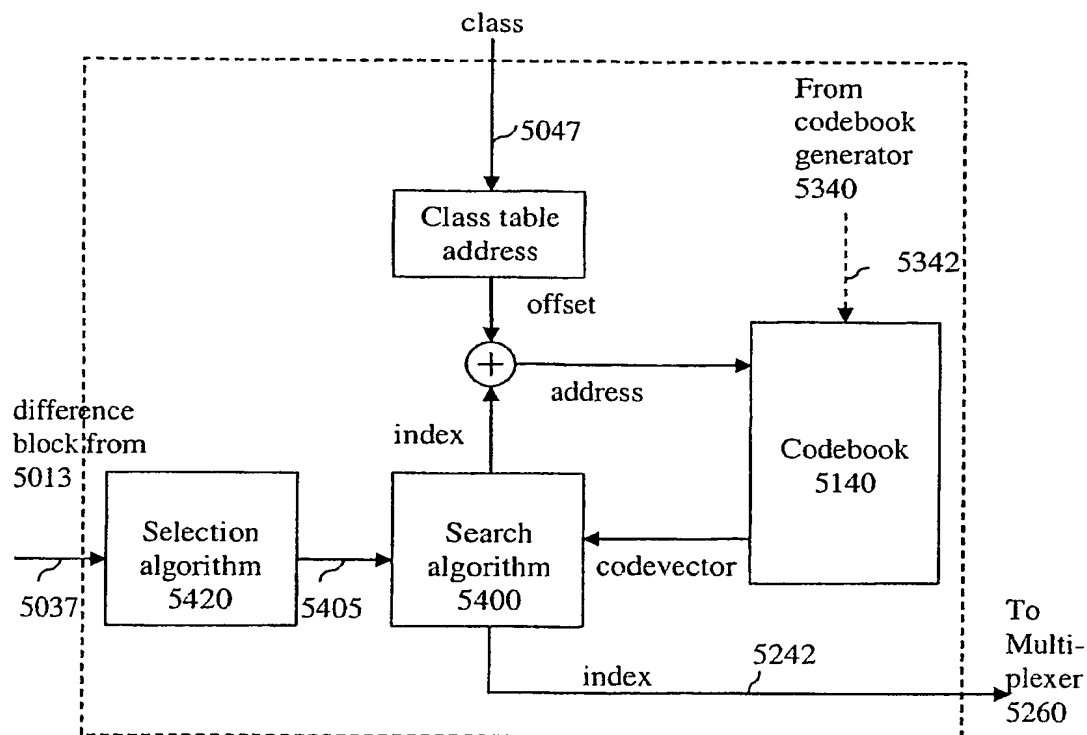 class
5047
From
codebook
generator
5340
5342
Class table
address
offset
address
index
difference
block from
5013
Selection
algorithm
5420
5037
5405
Search
algorithm
5400
codevector
Codebook
5140
index
5242
To
Multi-
plexer
5260